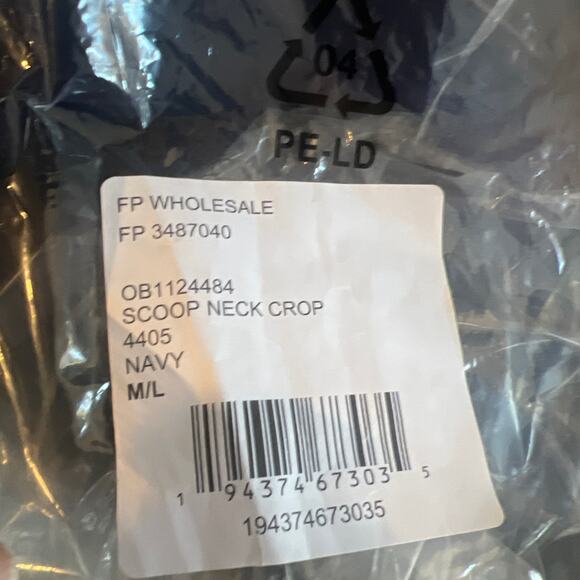 04
PE-LD
FP WHOLESALE
FP 3487040
OB1124484
SCOOP NECK CROP
4405
NAVY
M/L
1 94374 67303 5
194374673035